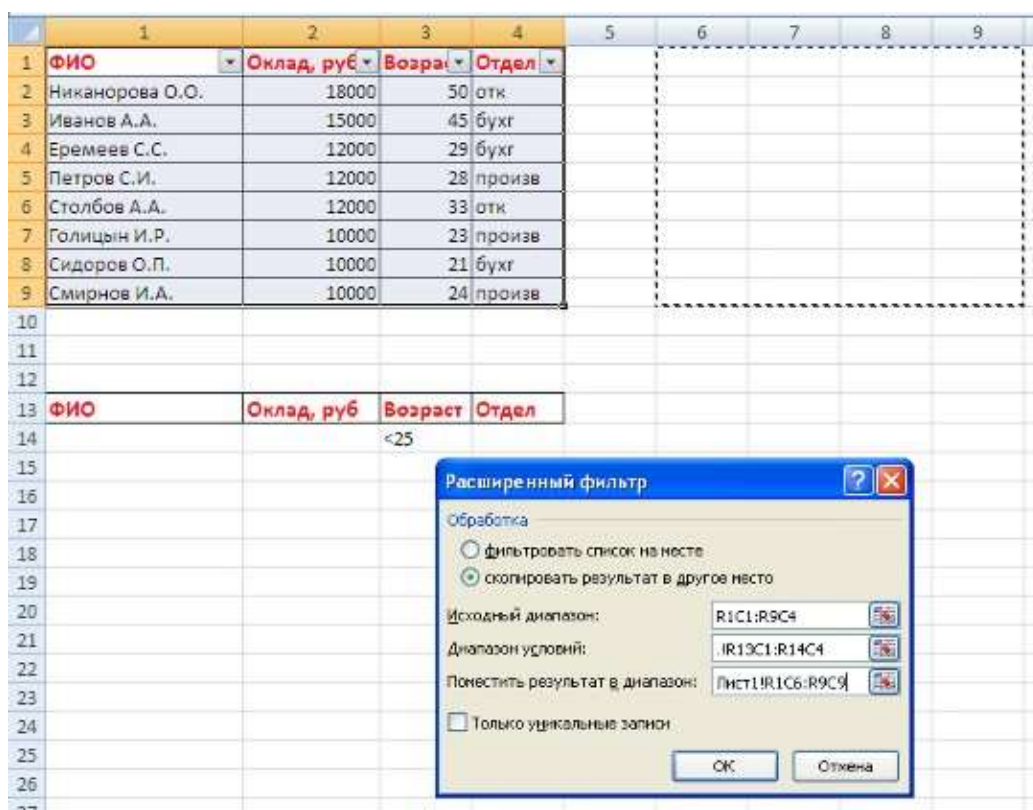 1 2 3 4 5 6 7 8 9
1 ФИО Оклад, руб Возрас Отдел
2 Никанорова О.О. 18000 50 отк
3 Иванов А.А. 15000 45 бухг
4 Еремеев С.С. 12000 29 бухг
5 Петров С.И. 12000 28 произв
6 Столбов А.А. 12000 33 отк
7 Голицын И.Р. 10000 23 произв
8 Сидоров О.П. 10000 21 бухг
9 Смирнов И.А. 10000 24 произв
10
11
12
13 ФИО Оклад, руб Возраст Отдел
14 <25
15
16 Расширенный фильтр
17 Обработка
18 фильтровать список на месте
19 скопировать результат в другое место
20 Исходный диапазон: R1C1:R9C4
21 Диапазон условий: !R13C1:R14C4
22 Поместить результат в диапазон: Лист1!R1C6:R9C9
23
24 Только уникальные записи
25 ОК Отмена
26
27